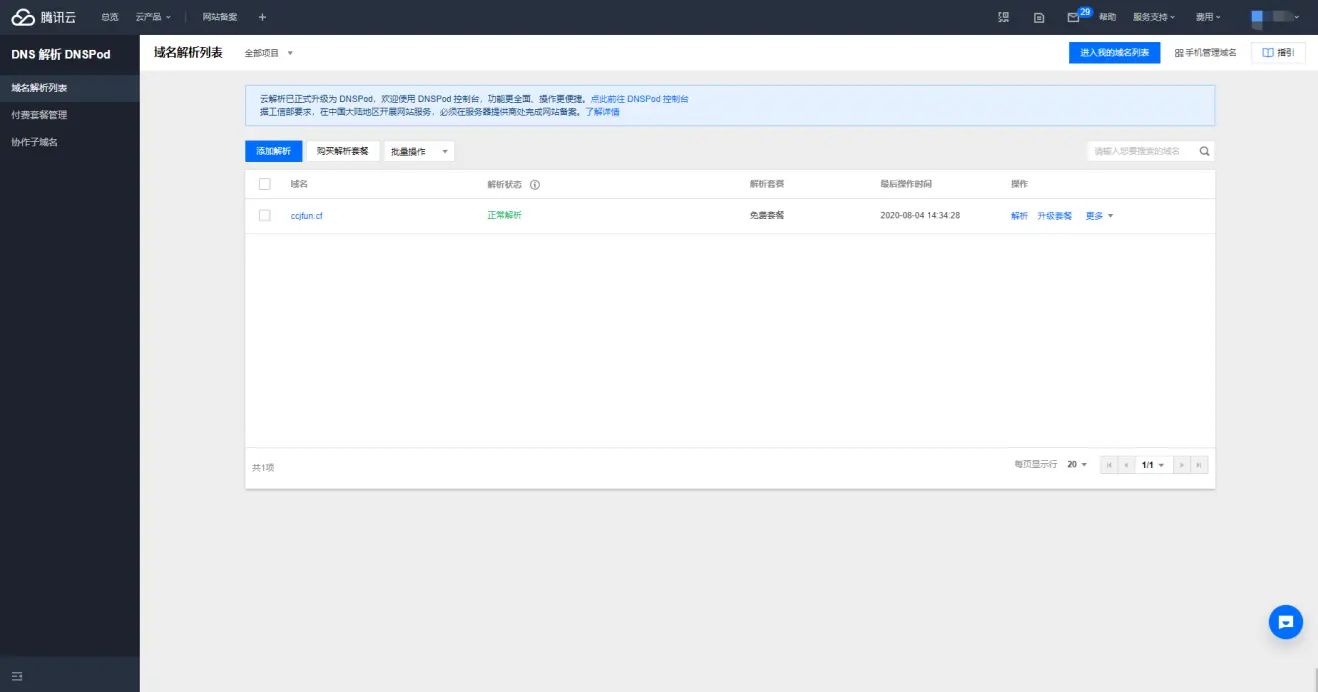 腾讯云 总览 云产品 网站备案 + 29 帮助 服务支持 费用
DNS 解析 DNSPod
域名解析列表
付费套餐管理
协作子域名
域名解析列表 全部项目 进入我的域名列表 手机管理域名 指引
云解析已正式升级为 DNSPod，欢迎使用 DNSPod 控制台，功能更全面，操作更便捷。点此前往 DNSPod 控制台
据工信部要求，在中国大陆地区开展网站服务，必须在服务器提供商处完成网站备案。了解详情
添加解析 购买解析套餐 批量操作 请输入您要搜索的域名
域名 解析状态 解析套餐 最后操作时间 操作
ccjfun.cf 正常解析 免费套餐 2020-08-04 14:34:28 解析 升级套餐 更多
共1项 每页显示行 20 1/1